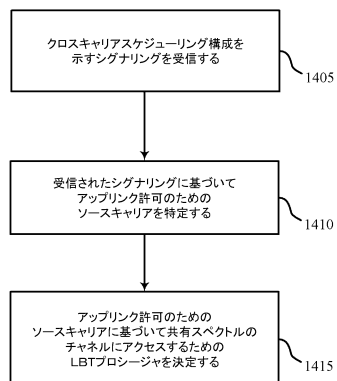 クロスキャリアスケジューリング構成を
示すシグナリングを受信する
1405
受信されたシグナリングに基づいて
アップリンク許可のための
ソースキャリアを特定する
1410
アップリンク許可のための
ソースキャリアに基づいて共有スペクトルの
チャネルにアクセスするための
LBTプロシージャを決定する
1415